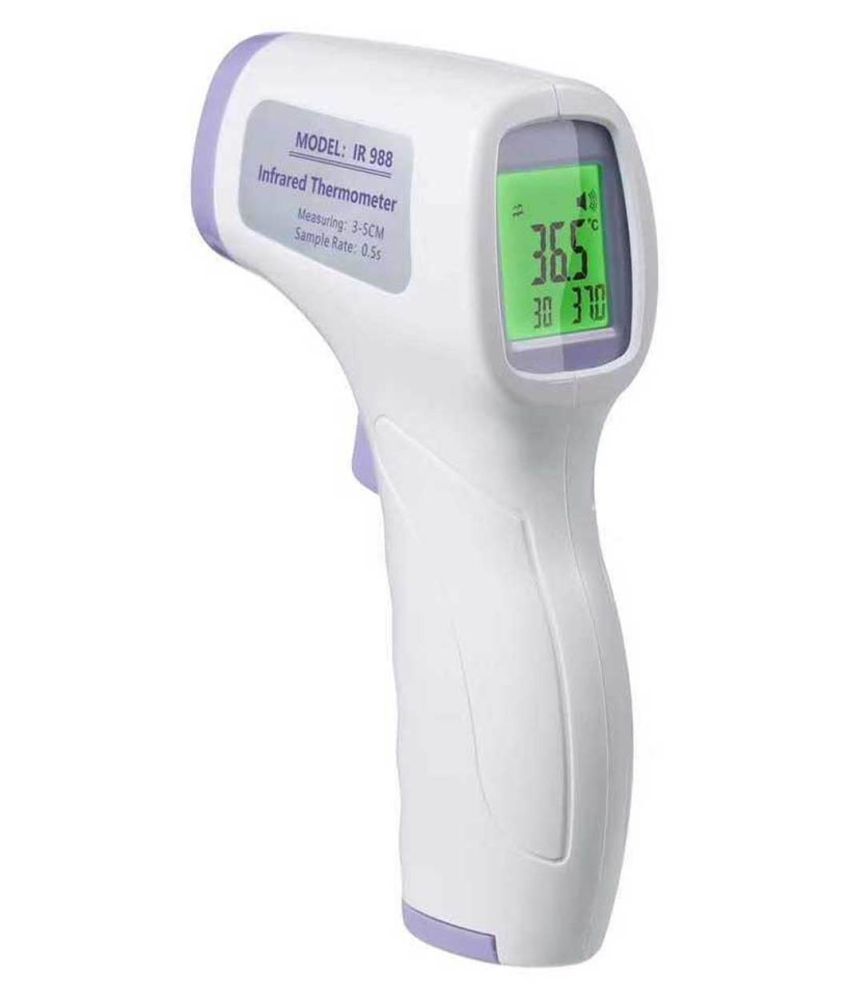 MODEL: IR 988
Infrared Thermometer
Measuring: 3-5CM
Sample Rate: 0.5s
36.5 °C
30 37.0